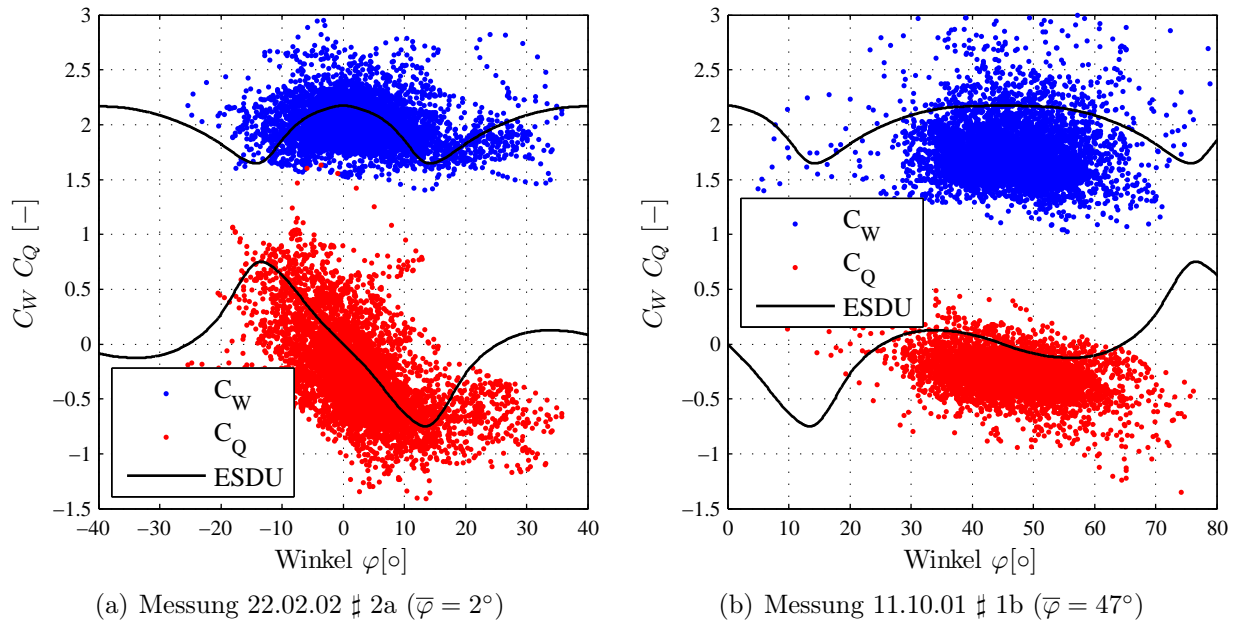 3
2.5
2
1.5
1
0.5
0
−0.5
−1
−1.5
C_W C_Q [−]
C_W
C_Q
ESDU
−40 −30 −20 −10 0 10 20 30 40
Winkel φ[∘]
(a) Messung 22.02.02 ♯ 2a (φ̅ = 2°)
3
2.5
2
1.5
1
0.5
0
−0.5
−1
−1.5
C_W C_Q [−]
C_W
C_Q
ESDU
0 10 20 30 40 50 60 70 80
Winkel φ[∘]
(b) Messung 11.10.01 ♯ 1b (φ̅ = 47°)